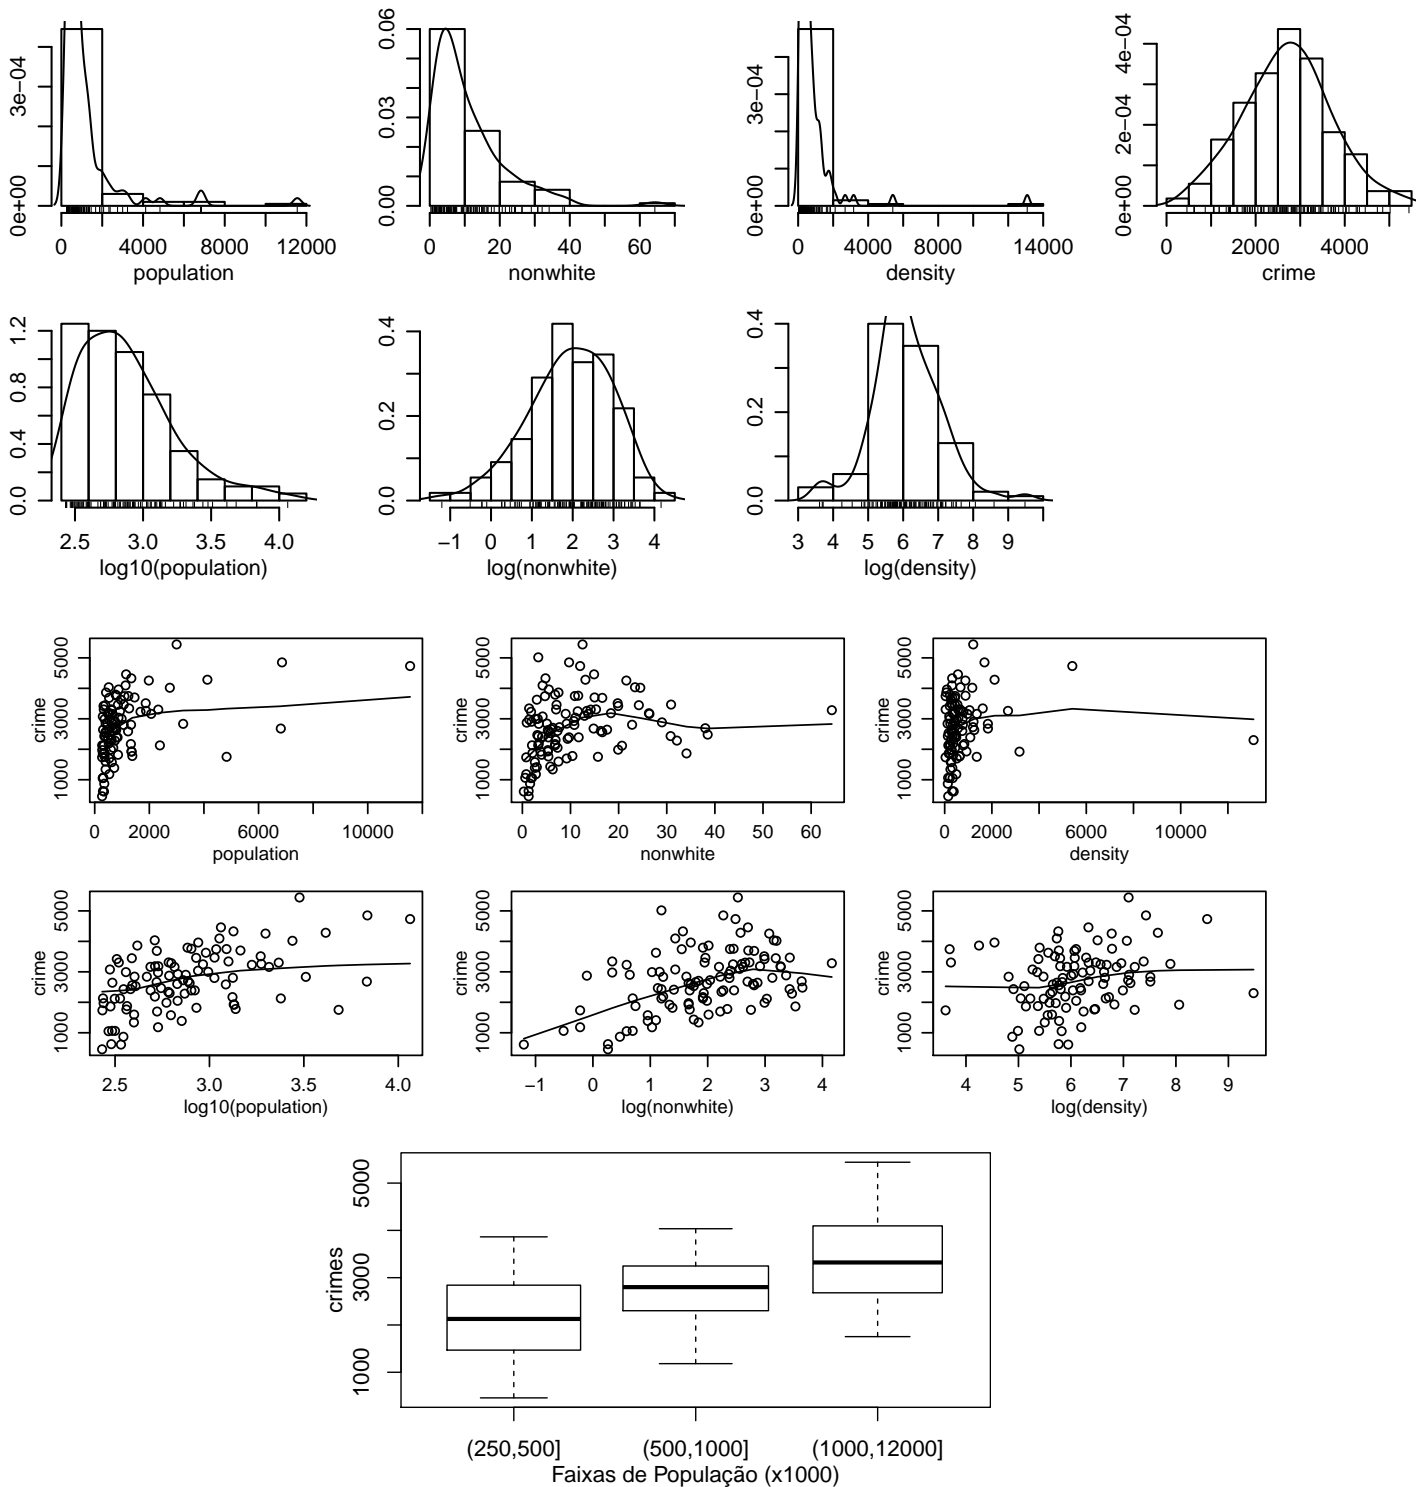 0e+00 3e−04
0 4000 8000 12000
population
0.00 0.03 0.06
0 20 40 60
nonwhite
0e+00 3e−04
0 4000 8000 14000
density
0e+00 2e−04 4e−04
0 2000 4000
crime
0.0 0.4 0.8 1.2
2.5 3.0 3.5 4.0
log10(population)
0.0 0.2 0.4
−1 0 1 2 3 4
log(nonwhite)
0.0 0.2 0.4
3 4 5 6 7 8 9
log(density)
crime
1000 3000 5000
0 2000 6000 10000
population
crime
1000 3000 5000
0 10 20 30 40 50 60
nonwhite
crime
1000 3000 5000
0 2000 6000 10000
density
crime
1000 3000 5000
2.5 3.0 3.5 4.0
log10(population)
crime
1000 3000 5000
−1 0 1 2 3 4
log(nonwhite)
crime
1000 3000 5000
4 5 6 7 8 9
log(density)
crimes
1000 3000 5000
(250,500] (500,1000] (1000,12000]
Faixas de População (x1000)